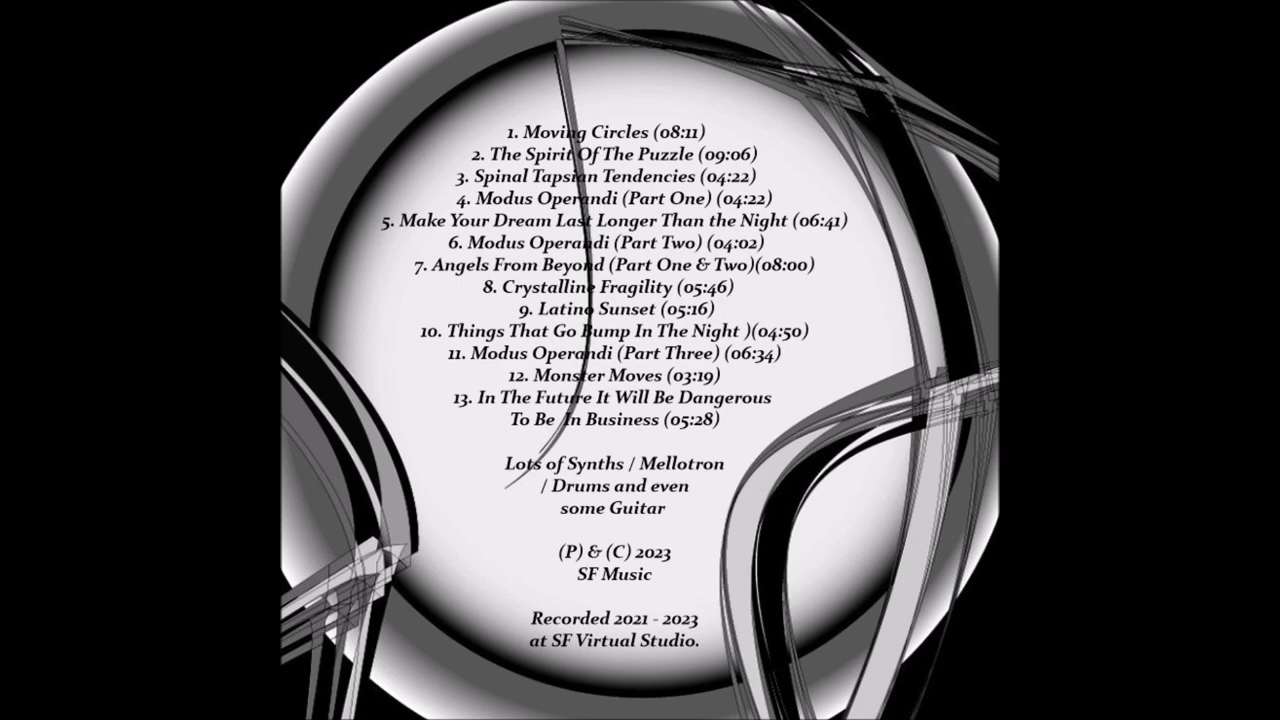 1. Moving Circles (08:11)
2. The Spirit Of The Puzzle (09:06)
3. Spinal Tapsian Tendencies (04:22)
4. Modus Operandi (Part One) (04:22)
5. Make Your Dream Last Longer Than the Night (06:41)
6. Modus Operandi (Part Two) (04:02)
7. Angels From Beyond (Part One & Two)(08:00)
8. Crystalline Fragility (05:46)
9. Latino Sunset (05:16)
10. Things That Go Bump In The Night )(04:50)
11. Modus Operandi (Part Three) (06:34)
12. Monster Moves (03:19)
13. In The Future It Will Be Dangerous
To Be In Business (05:28)
Lots of Synths / Mellotron
/ Drums and even
some Guitar
(P) & (C) 2023
SF Music
Recorded 2021 - 2023
at SF Virtual Studio.